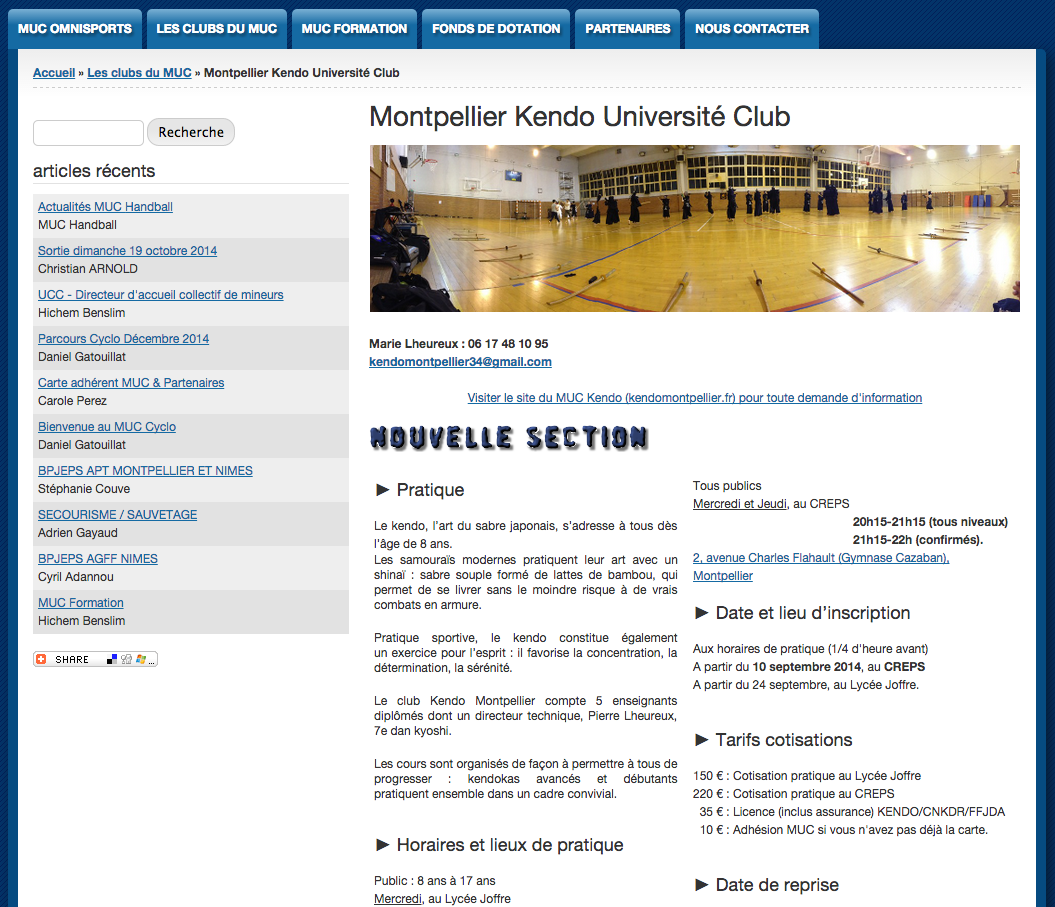 MUC OMNISPORTS LES CLUBS DU MUC MUC FORMATION FONDS DE DOTATION PARTENAIRES NOUS CONTACTER
Accueil » Les clubs du MUC » Montpellier Kendo Université Club
Recherche
articles récents
Actualités MUC Handball
MUC Handball
Sortie dimanche 19 octobre 2014
Christian ARNOLD
UCC - Directeur d'accueil collectif de mineurs
Hichem Benslim
Parcours Cyclo Décembre 2014
Daniel Gatouillat
Carte adhérent MUC & Partenaires
Carole Perez
Bienvenue au MUC Cyclo
Daniel Gatouillat
BPJEPS APT MONTPELLIER ET NIMES
Stéphanie Couve
SECOURISME / SAUVETAGE
Adrien Gayaud
BPJEPS AGFF NIMES
Cyril Adannou
MUC Formation
Hichem Benslim
SHARE ...
Montpellier Kendo Université Club
Marie Lheureux : 06 17 48 10 95
kendomontpellier34@gmail.com
Visiter le site du MUC Kendo (kendomontpellier.fr) pour toute demande d'information
NOUVELLE SECTION
► Pratique
Le kendo, l'art du sabre japonais, s'adresse à tous dès
l'âge de 8 ans.
Les samouraïs modernes pratiquent leur art avec un
shinaï : sabre souple formé de lattes de bambou, qui
permet de se livrer sans le moindre risque à de vrais
combats en armure.
Pratique sportive, le kendo constitue également
un exercice pour l'esprit : il favorise la concentration, la
détermination, la sérénité.
Le club Kendo Montpellier compte 5 enseignants
diplômés dont un directeur technique, Pierre Lheureux,
7e dan kyoshi.
Les cours sont organisés de façon à permettre à tous de
progresser : kendokas avancés et débutants
pratiquent ensemble dans un cadre convivial.
► Horaires et lieux de pratique
Public : 8 ans à 17 ans
Mercredi, au Lycée Joffre
Tous publics
Mercredi et Jeudi, au CREPS
20h15-21h15 (tous niveaux)
21h15-22h (confirmés).
2, avenue Charles Flahault (Gymnase Cazaban),
Montpellier
► Date et lieu d'inscription
Aux horaires de pratique (1/4 d'heure avant)
A partir du 10 septembre 2014, au CREPS
A partir du 24 septembre, au Lycée Joffre.
► Tarifs cotisations
150 € : Cotisation pratique au Lycée Joffre
220 € : Cotisation pratique au CREPS
35 € : Licence (inclus assurance) KENDO/CNKDR/FFJDA
10 € : Adhésion MUC si vous n'avez pas déjà la carte.
► Date de reprise